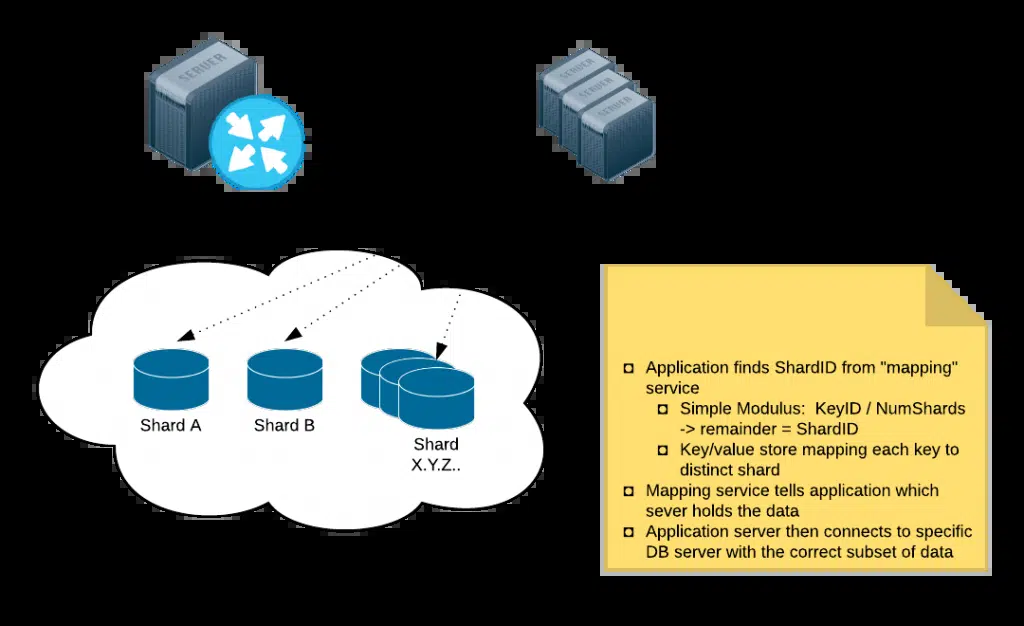 SERVER
SERVER
SERVER
SERVER
Shard A
Shard B
Shard
X.Y.Z..
◘ Application finds ShardID from "mapping"
service
◘ Simple Modulus: KeyID / NumShards
-> remainder = ShardID
◘ Key/value store mapping each key to
distinct shard
◘ Mapping service tells application which
sever holds the data
◘ Application server then connects to specific
DB server with the correct subset of data